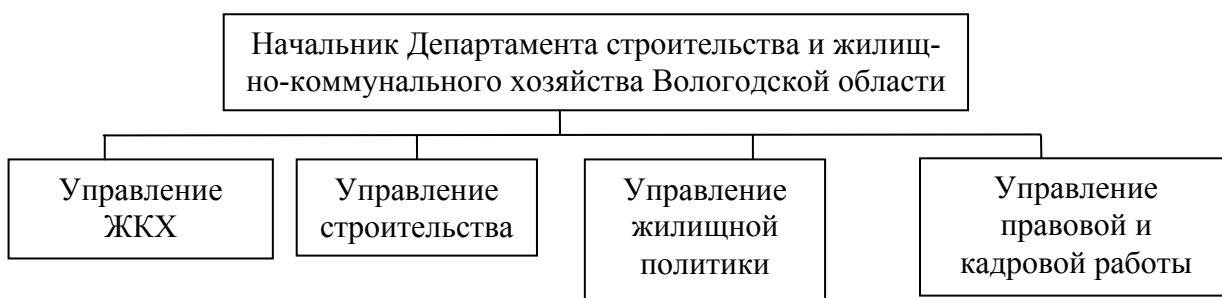 Начальник Департамента строительства и жилищ-
но-коммунального хозяйства Вологодской области
Управление
ЖКХ
Управление
строительства
Управление
жилищной
политики
Управление
правовой и
кадровой работы